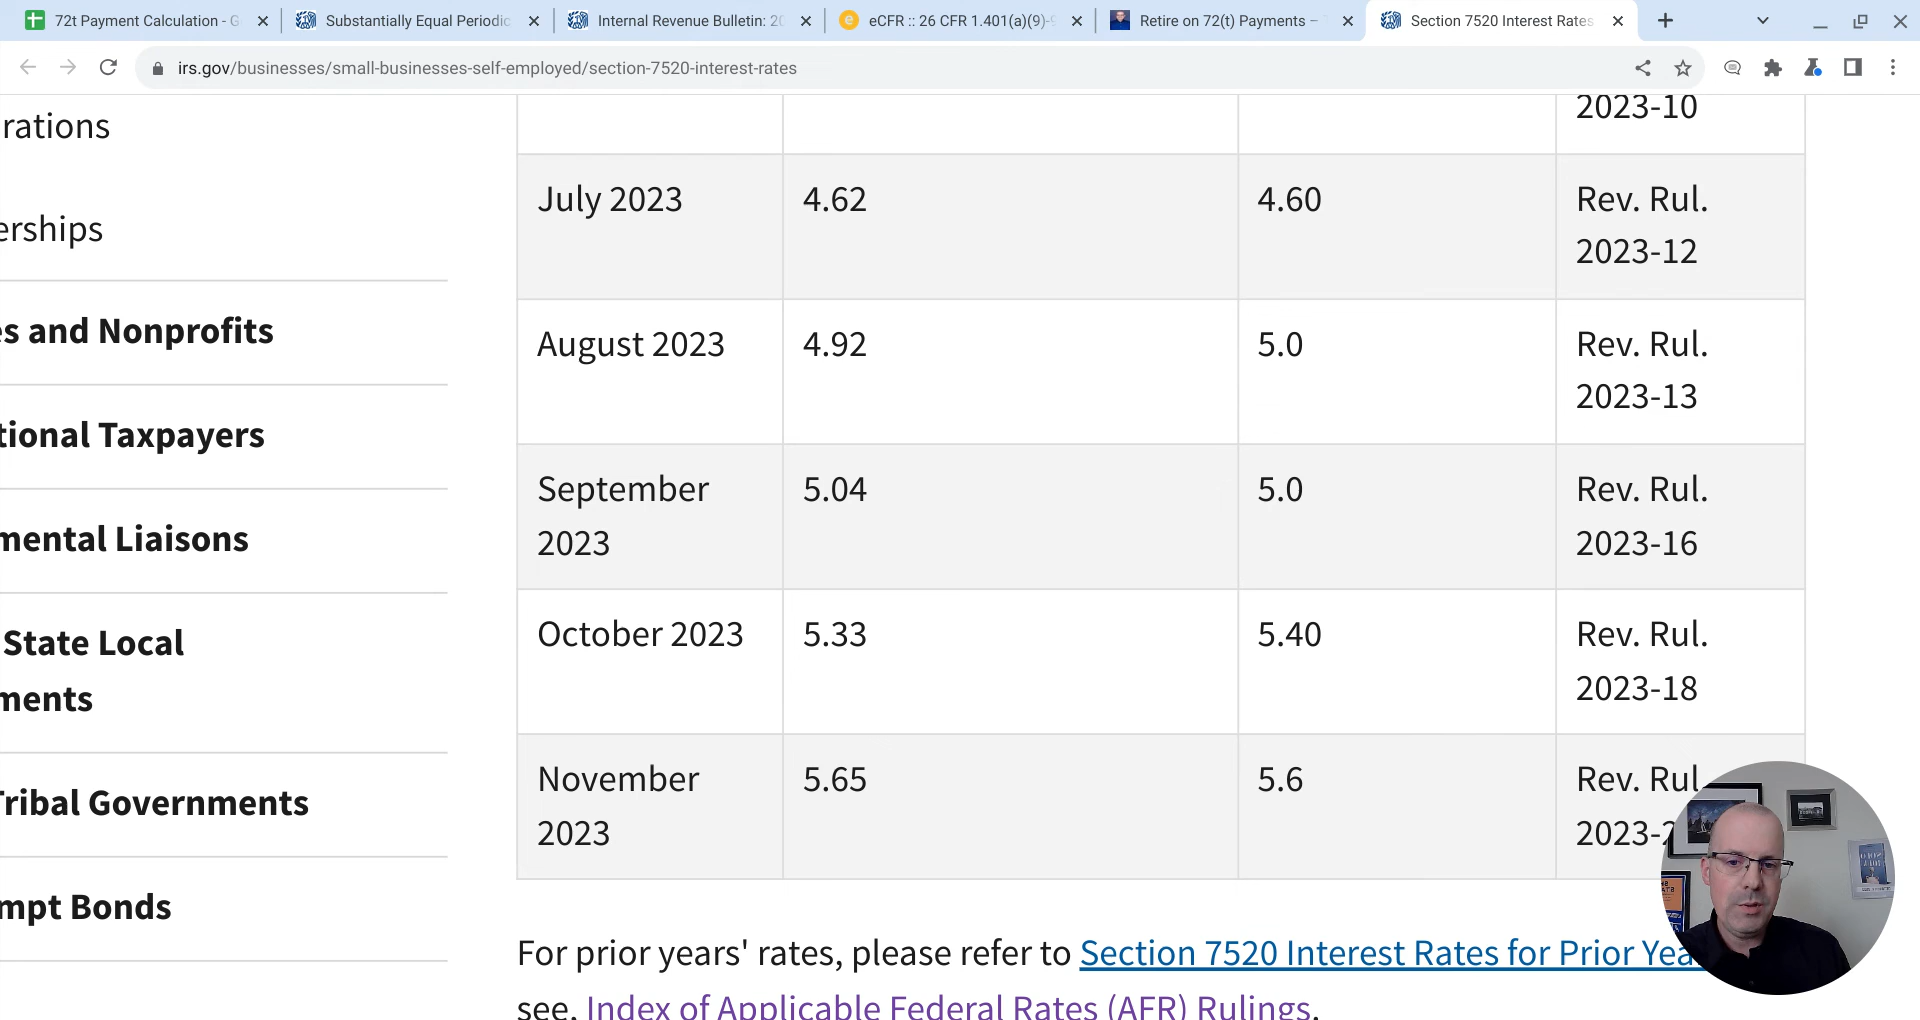 72t Payment Calculation - G
Substantially Equal Periodic
Internal Revenue Bulletin: 20
eCFR :: 26 CFR 1.401(a)(9)-9
Retire on 72(t) Payments –
Section 7520 Interest Rates
irs.gov/businesses/small-businesses-self-employed/section-7520-interest-rates
rations
erships
es and Nonprofits
tional Taxpayers
mental Liaisons
State Local
ments
Tribal Governments
mpt Bonds
2023-10
July 2023 4.62 4.60 Rev. Rul.
2023-12
August 2023 4.92 5.0 Rev. Rul.
2023-13
September 5.04 5.0 Rev. Rul.
2023 2023-16
October 2023 5.33 5.40 Rev. Rul.
2023-18
November 5.65 5.6 Rev. Rul
2023 2023-2
For prior years' rates, please refer to Section 7520 Interest Rates for Prior Yea
see, Index of Applicable Federal Rates (AFR) Rulings.